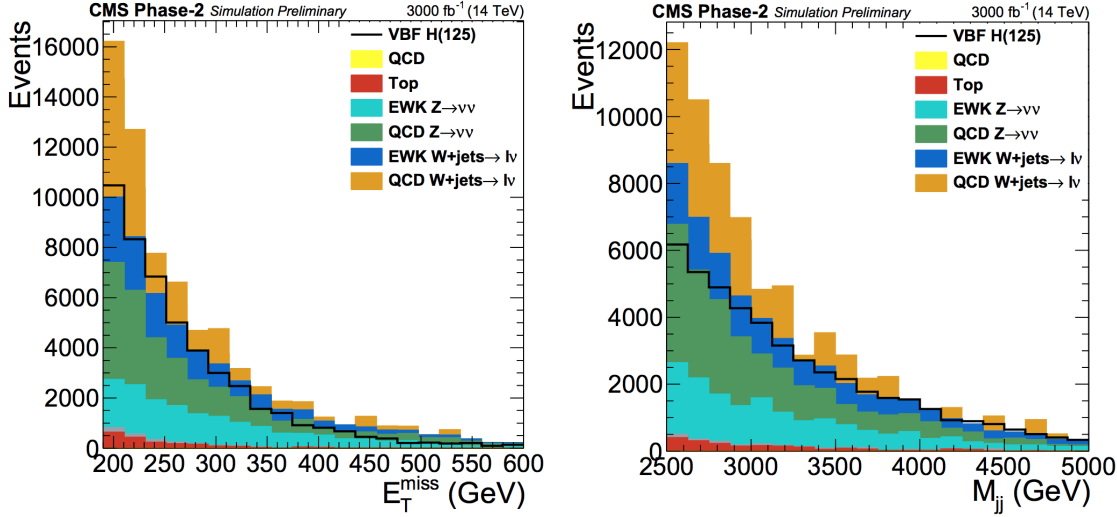 CMS Phase-2 Simulation Preliminary 3000 fb⁻¹ (14 TeV)
Events
16000
14000
12000
10000
8000
6000
4000
2000
0
VBF H(125)
QCD
Top
EWK Z→νν
QCD Z→νν
EWK W+jets→ lν
QCD W+jets→ lν
200 250 300 350 400 450 500 550 600
E_T^miss (GeV)
CMS Phase-2 Simulation Preliminary 3000 fb⁻¹ (14 TeV)
Events
12000
10000
8000
6000
4000
2000
0
VBF H(125)
QCD
Top
EWK Z→νν
QCD Z→νν
EWK W+jets→ lν
QCD W+jets→ lν
2500 3000 3500 4000 4500 5000
M_jj (GeV)